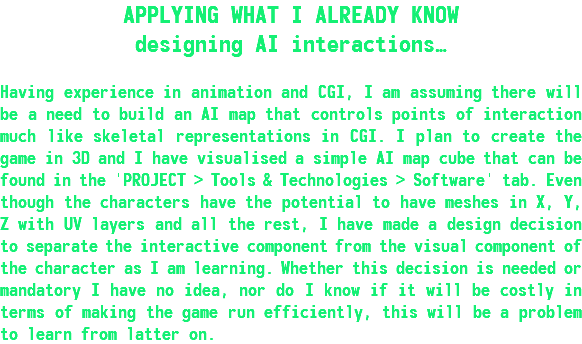 APPLYING WHAT I ALREADY KNOW
designing AI interactions…
Having experience in animation and CGI, I am assuming there will
be a need to build an AI map that controls points of interaction
much like skeletal representations in CGI. I plan to create the
game in 3D and I have visualised a simple AI map cube that can be
found in the 'PROJECT > Tools & Technologies > Software' tab. Even
though the characters have the potential to have meshes in X, Y,
Z with UV layers and all the rest, I have made a design decision
to separate the interactive component from the visual component of
the character as I am learning. Whether this decision is needed or
mandatory I have no idea, nor do I know if it will be costly in
terms of making the game run efficiently, this will be a problem
to learn from latter on.